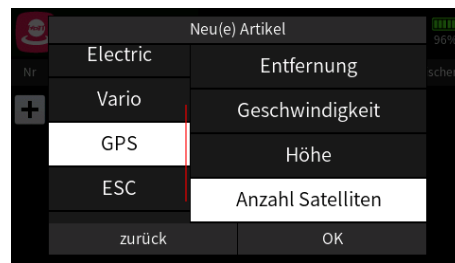 Neu(e) Artikel
96%
Nr
Electric
Vario
GPS
ESC
Entfernung
Geschwindigkeit
Höhe
Anzahl Satelliten
zurück
OK